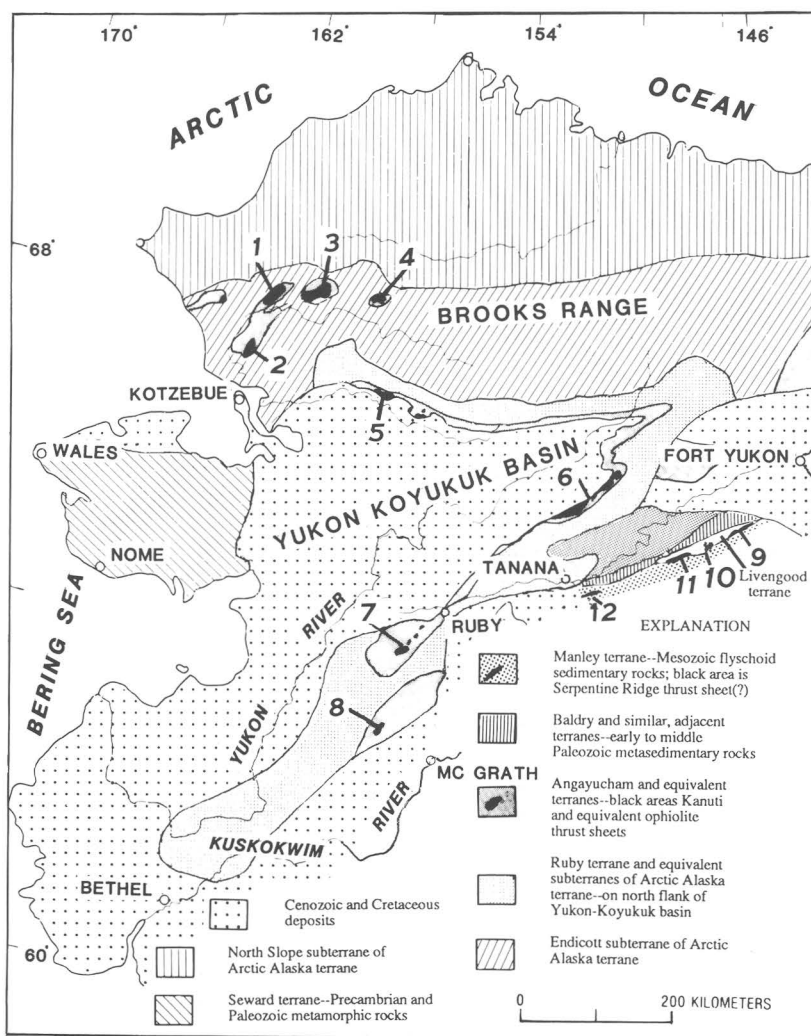 170°
162°
154°
146°
ARCTIC
OCEAN
68°
1
3
4
BROOKS RANGE
2
KOTZEBUE
5
WALES
YUKON KOYUKUK BASIN
6
FORT YUKON
NOME
TANANA
9
10
11
12
Livengood
terrane
BERING SEA
RIVER
7
RUBY
8
YUKON
MC GRATH
RIVER
KUSKOKWIM
BETHEL
60°
EXPLANATION
Manley terrane--Mesozoic flyschoid
sedimentary rocks; black area is
Serpentine Ridge thrust sheet(?)
Baldry and similar, adjacent
terranes--early to middle
Paleozoic metasedimentary rocks
Angayucham and equivalent
terranes--black areas Kanuti
and equivalent ophiolite
thrust sheets
Ruby terrane and equivalent
subterranes of Arctic Alaska
terrane--on north flank of
Yukon-Koyukuk basin
Endicott subterrane of Arctic
Alaska terrane
Cenozoic and Cretaceous
deposits
North Slope subterrane of
Arctic Alaska terrane
Seward terrane--Precambrian and
Paleozoic metamorphic rocks
0 200 KILOMETERS